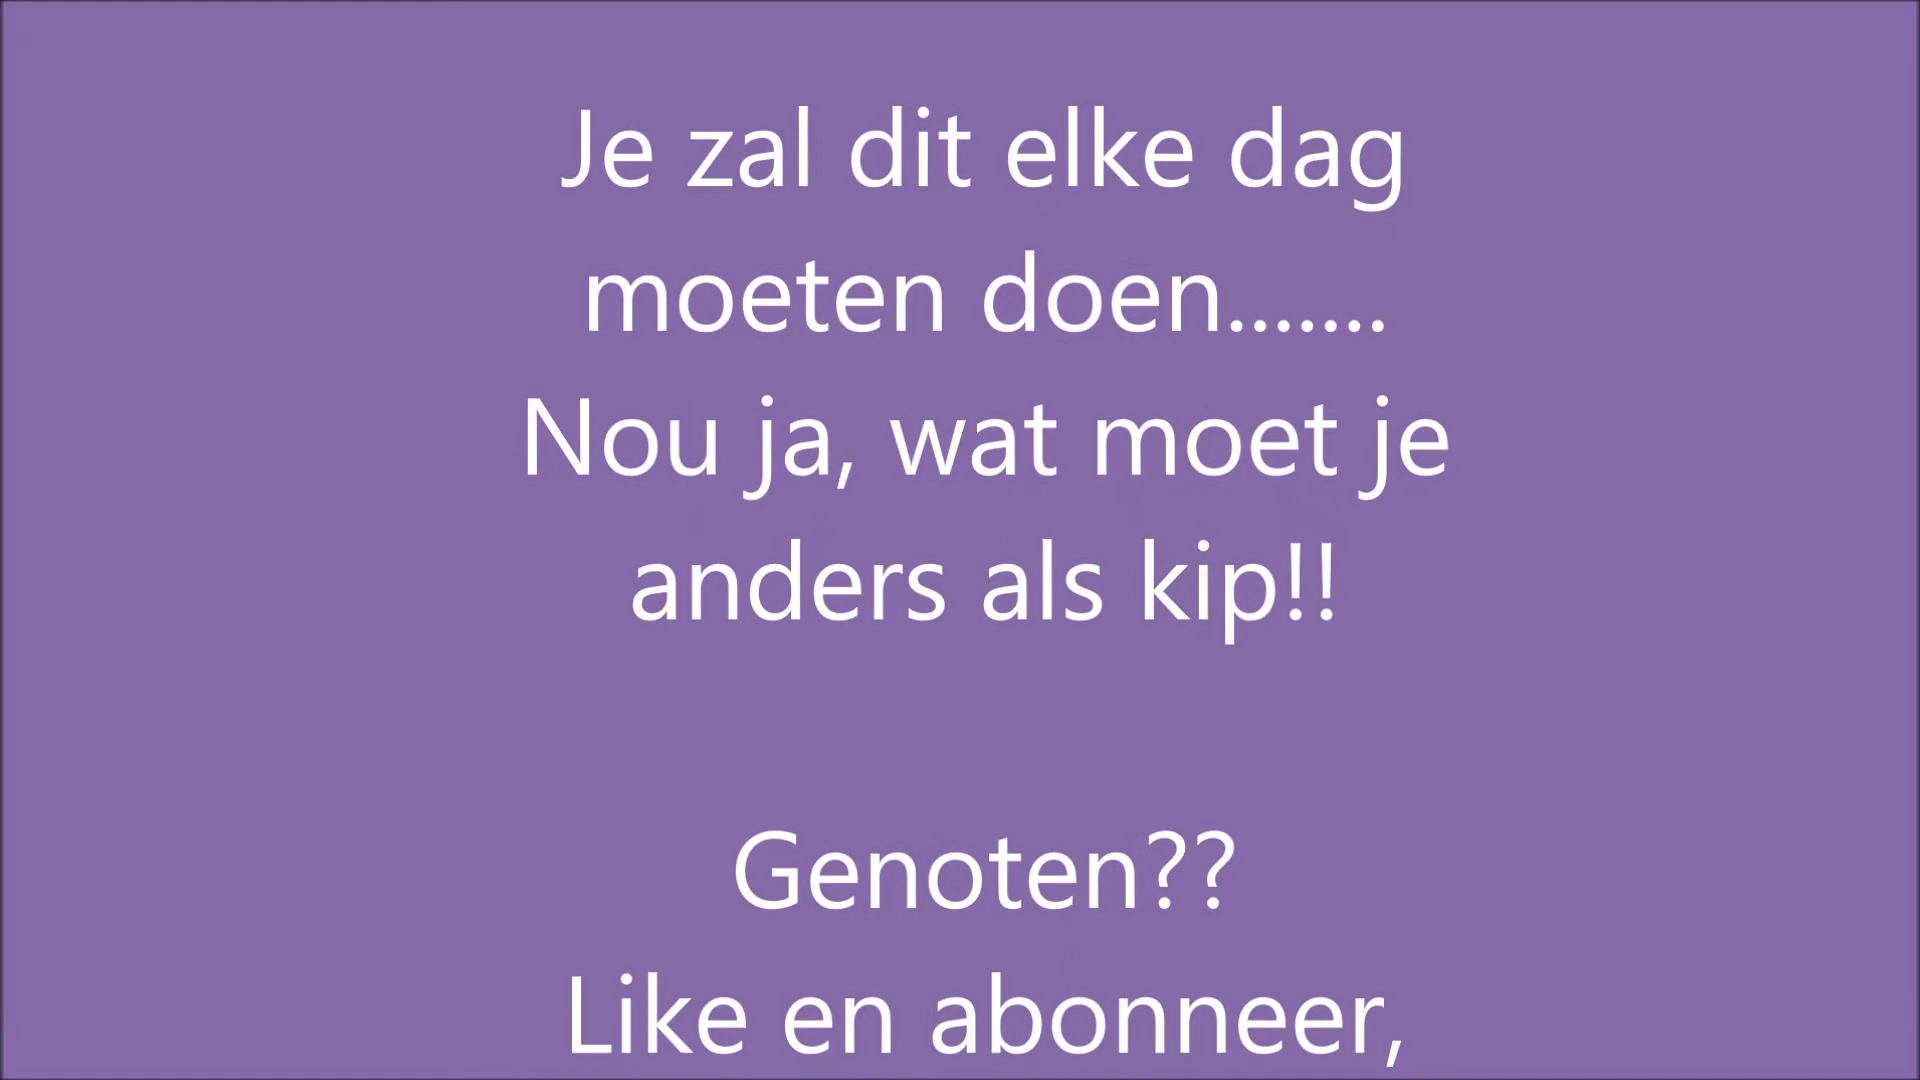 Je zal dit elke dag
moeten doen.......
Nou ja, wat moet je
anders als kip!!
Genoten??
Like en abonneer,